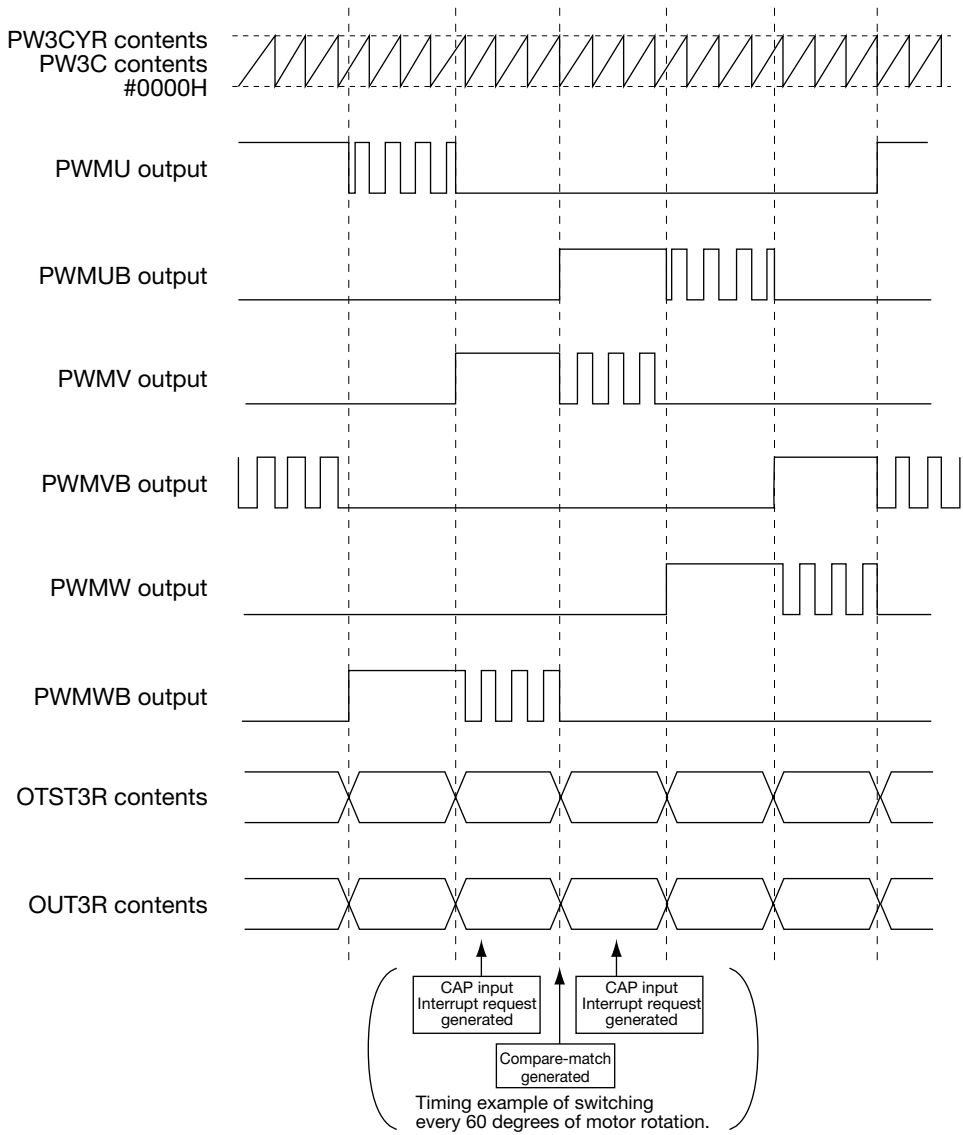 PW3CYR contents
PW3C contents
#0000H
PWMU output
PWMUB output
PWMV output
PWMVB output
PWMW output
PWMWB output
OTST3R contents
OUT3R contents
CAP input
Interrupt request
generated
CAP input
Interrupt request
generated
Compare-match
generated
Timing example of switching
every 60 degrees of motor rotation.